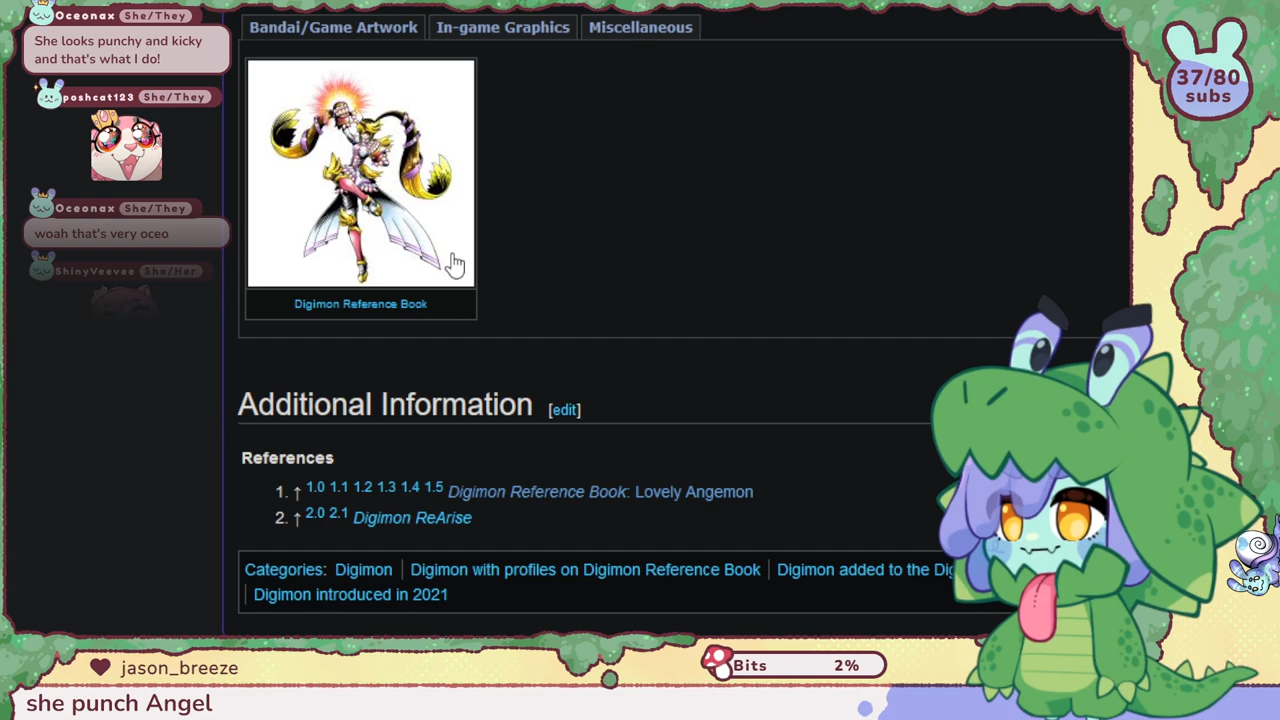 Oceonax She/They
She looks punchy and kicky
and that's what I do!
poshcat123 She/They
Oceonax She/They
woah that's very oceo
ShinyVeevee She/Her
Bandai/Game Artwork
In-game Graphics
Miscellaneous
Digimon Reference Book
Additional Information [edit]
References
1. ↑ 1.0 1.1 1.2 1.3 1.4 1.5 Digimon Reference Book: Lovely Angemon
2. ↑ 2.0 2.1 Digimon ReArise
Categories: Digimon | Digimon with profiles on Digimon Reference Book | Digimon added to the Dig
| Digimon introduced in 2021
37/80
subs
jason_breeze
Bits 2%
she punch Angel